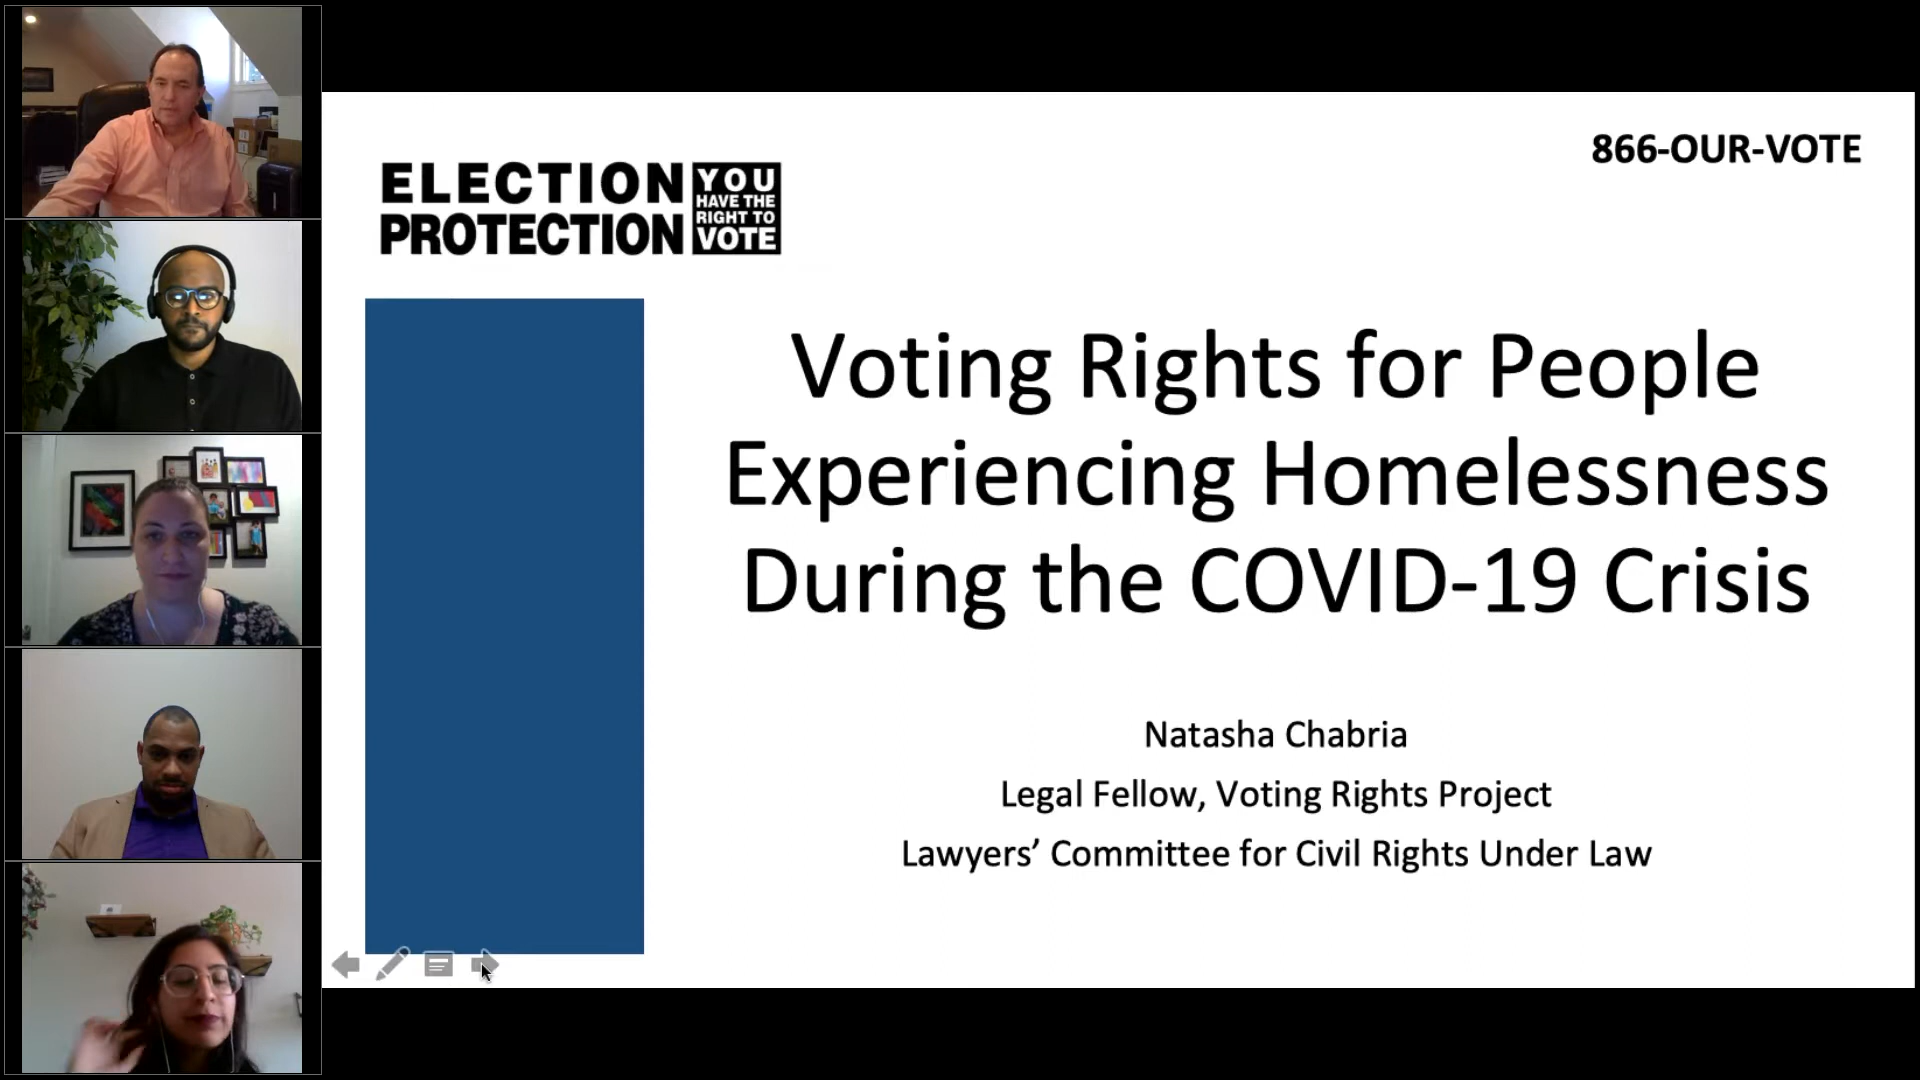 866-OUR-VOTE
ELECTION
PROTECTION
YOU
HAVE THE
RIGHT TO
VOTE
Voting Rights for People
Experiencing Homelessness
During the COVID-19 Crisis
Natasha Chabria
Legal Fellow, Voting Rights Project
Lawyers’ Committee for Civil Rights Under Law